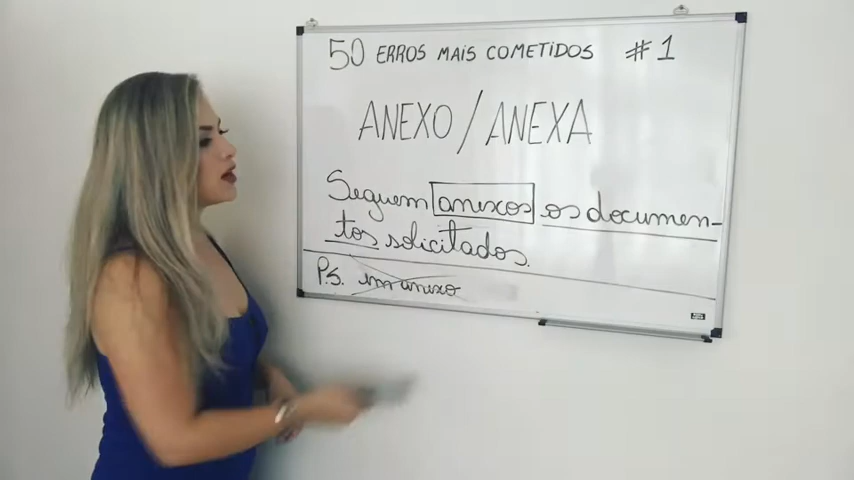 50 ERROS MAIS COMETIDOS #1
ANEXO/ANEXA
Seguem anexos os documen-
tos solicitados.
P.S. em anexo